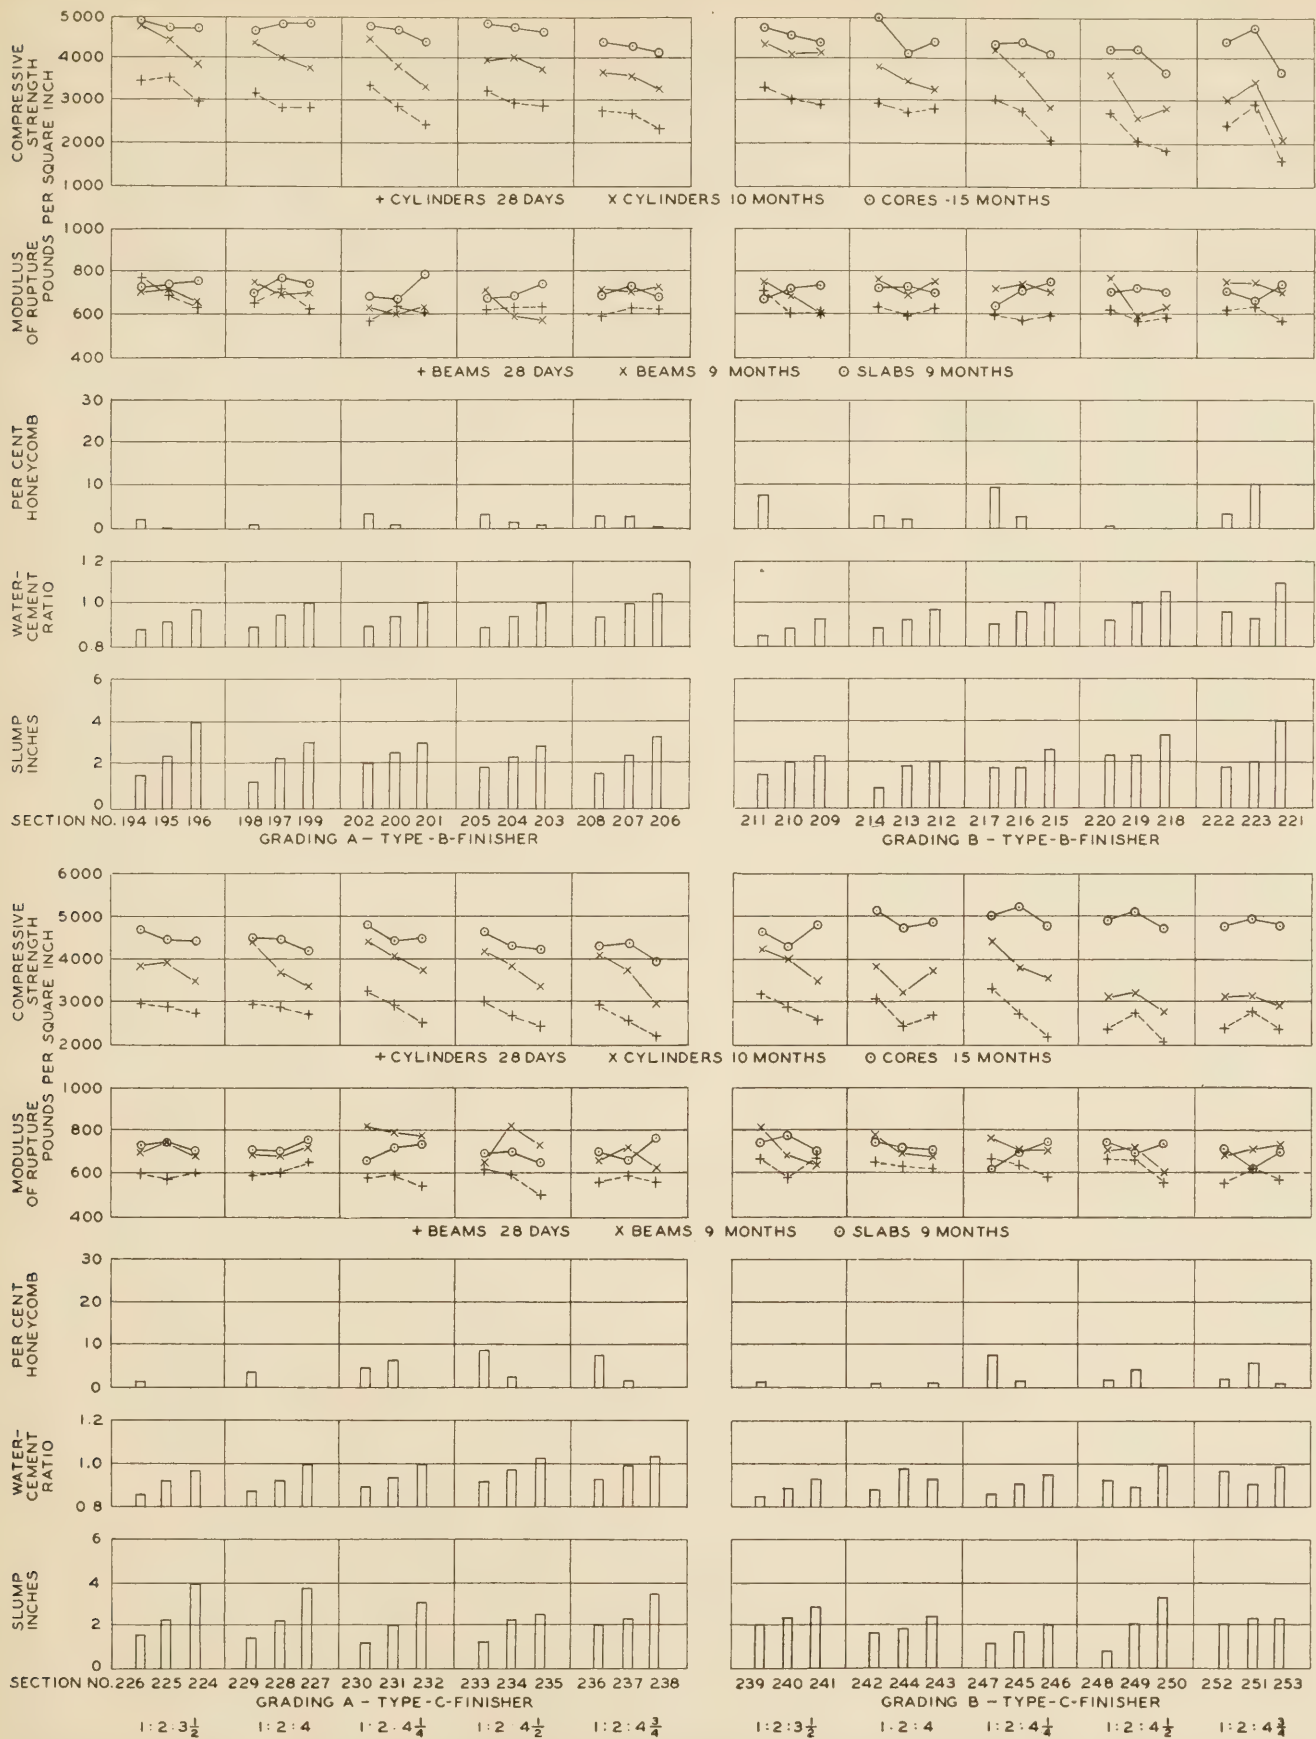 COMPRESSIVE
STRENGTH
POUNDS PER SQUARE INCH
5000
4000
3000
2000
1000
+ CYLINDERS 28 DAYS X CYLINDERS 10 MONTHS ⊙ CORES -15 MONTHS
MODULUS
OF RUPTURE
1000
800
600
400
+ BEAMS 28 DAYS X BEAMS 9 MONTHS ⊙ SLABS 9 MONTHS
PER CENT
HONEYCOMB
30
20
10
0
WATER-
CEMENT
RATIO
1.2
1.0
0.8
SLUMP
INCHES
6
4
2
0
SECTION NO. 194 195 196 198 197 199 202 200 201 205 204 203 208 207 206 211 210 209 214 213 212 217 216 215 220 219 218 222 223 221
GRADING A - TYPE-B-FINISHER GRADING B - TYPE-B-FINISHER
COMPRESSIVE
STRENGTH
POUNDS PER SQUARE INCH
6000
5000
4000
3000
2000
+ CYLINDERS 28 DAYS X CYLINDERS 10 MONTHS ⊙ CORES 15 MONTHS
MODULUS
OF RUPTURE
1000
800
600
400
+ BEAMS 28 DAYS X BEAMS 9 MONTHS ⊙ SLABS 9 MONTHS
PER CENT
HONEYCOMB
30
20
10
0
WATER-
CEMENT
RATIO
1.2
1.0
0.8
SLUMP
INCHES
6
4
2
0
SECTION NO. 226 225 224 229 228 227 230 231 232 233 234 235 236 237 238 239 240 241 242 244 243 247 245 246 248 249 250 252 251 253
GRADING A - TYPE-C-FINISHER GRADING B - TYPE-C-FINISHER
1:2:3½ 1:2:4 1:2:4¼ 1:2:4½ 1:2:4¾ 1:2:3½ 1:2:4 1:2:4¼ 1:2:4½ 1:2:4¾